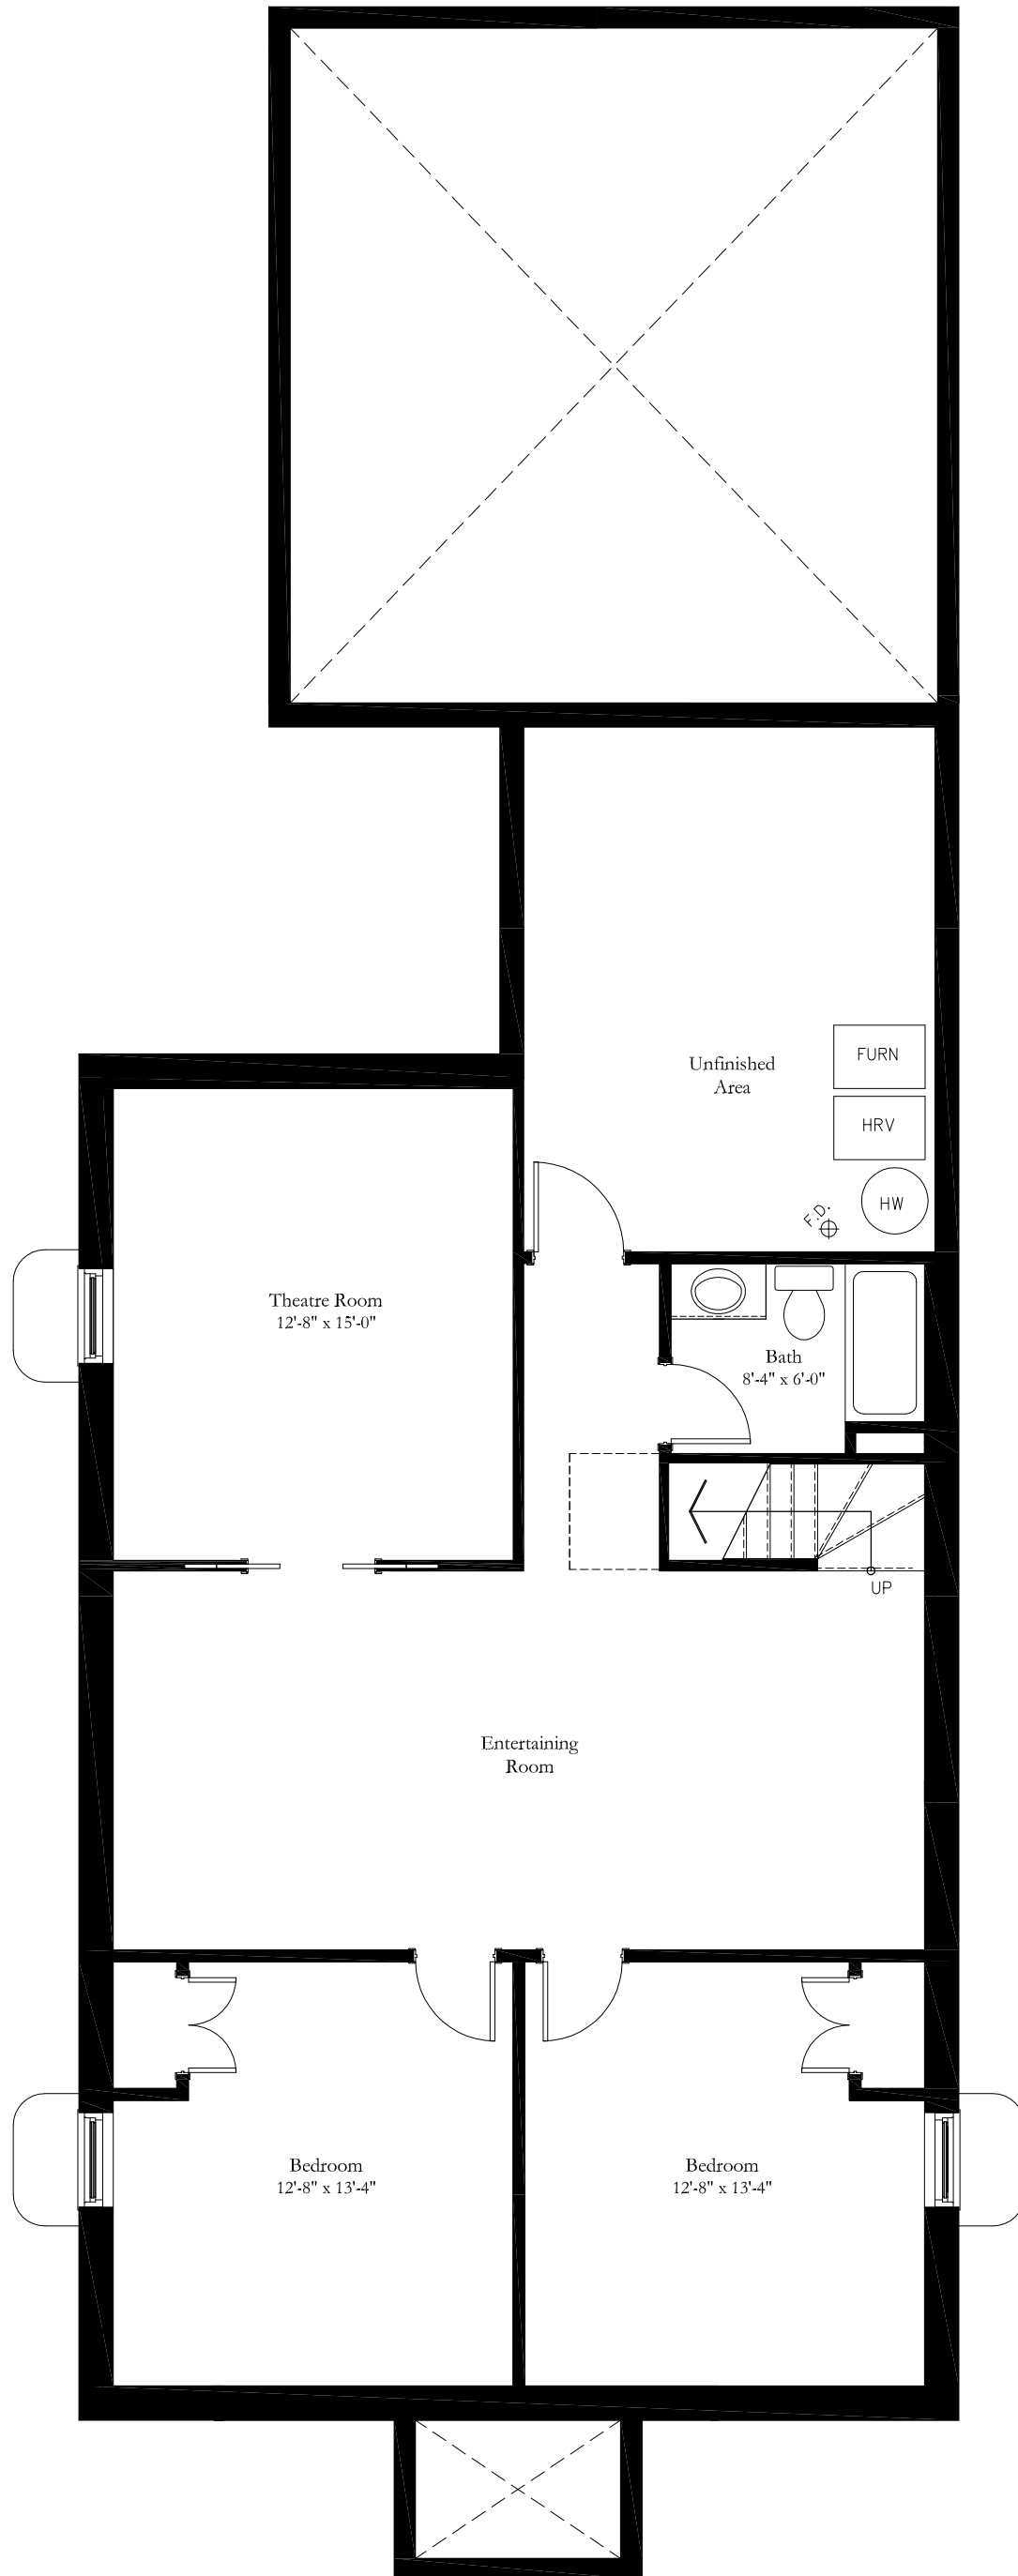 FURN
Unfinished
Area
HRV
HW
F.D.
Theatre Room
12'-8" x 15'-0"
Bath
8'-4" x 6'-0"
UP
Entertaining
Room
Bedroom
12'-8" x 13'-4"
Bedroom
12'-8" x 13'-4"